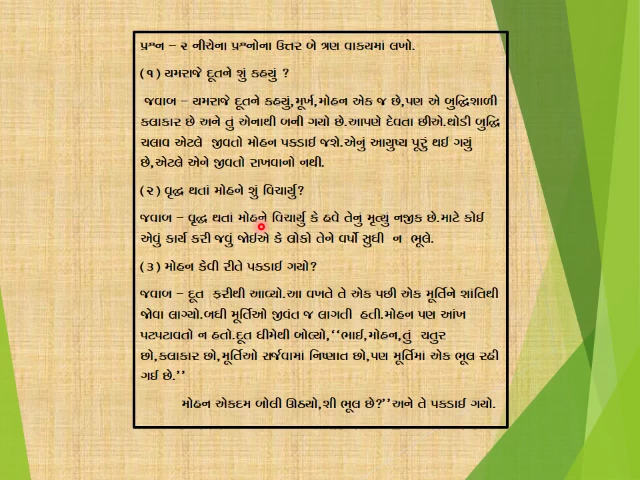 પ્રશ્ન – ૨ નીચેના પ્રશ્નોના ઉત્તર બે ત્રણ વાક્યમાં લખો.
(૧) યમરાજે દૂતને શું કહયું ?
જવાબ – યમરાજે દૂતને કહયું,મૂર્ખ,મોહન એક જ છે,પણ એ બુદ્ધિશાળી
કલાકાર છે અને તું એનાથી બની ગયો છે.આપણે દેવતા છીએ.થોડી બુદ્ધિ
ચલાવ એટલે જીવતો મોહન પકડાઈ જશે.એનું આયુષ્ય પૂરું થઈ ગયું
છે,એટલે એને જીવતો રાખવાનો નથી.
(૨) વૃદ્ધ થતાં મોહને શું વિચાર્યુ?
જવાબ – વૃદ્ધ થતાં મોહને વિચાર્યુ કે હવે તેનું મૃત્યું નજીક છે.માટે કોઈ
એવું કાર્ય કરી જવું જોઈએ કે લોકો તેને વર્ષો સુધી ન ભૂલે.
(૩) મોહન કેવી રીતે પકડાઈ ગયો?
જવાબ – દૂત ફરીથી આવ્યો.આ વખતે તે એક પછી એક મૂર્તિને શાંતિથી
જોવા લાગ્યો.બધી મૂર્તિઓ જીવંત જ લાગતી હતી.મોહન પણ આંખ
પટપટાવતો ન હતો.દૂત ધીમેથી બોલ્યો,‘‘ભાઈ,મોહન,તું ચતુર
છો,કલાકાર છો,મૂર્તિઓ સર્જવામાં નિષ્ણાત છો,પણ મૂર્તિમાં એક ભૂલ રહી
ગઈ છે.’’
મોહન એકદમ બોલી ઊઠયો,શી ભૂલ છે?’’અને તે પકડાઈ ગયો.